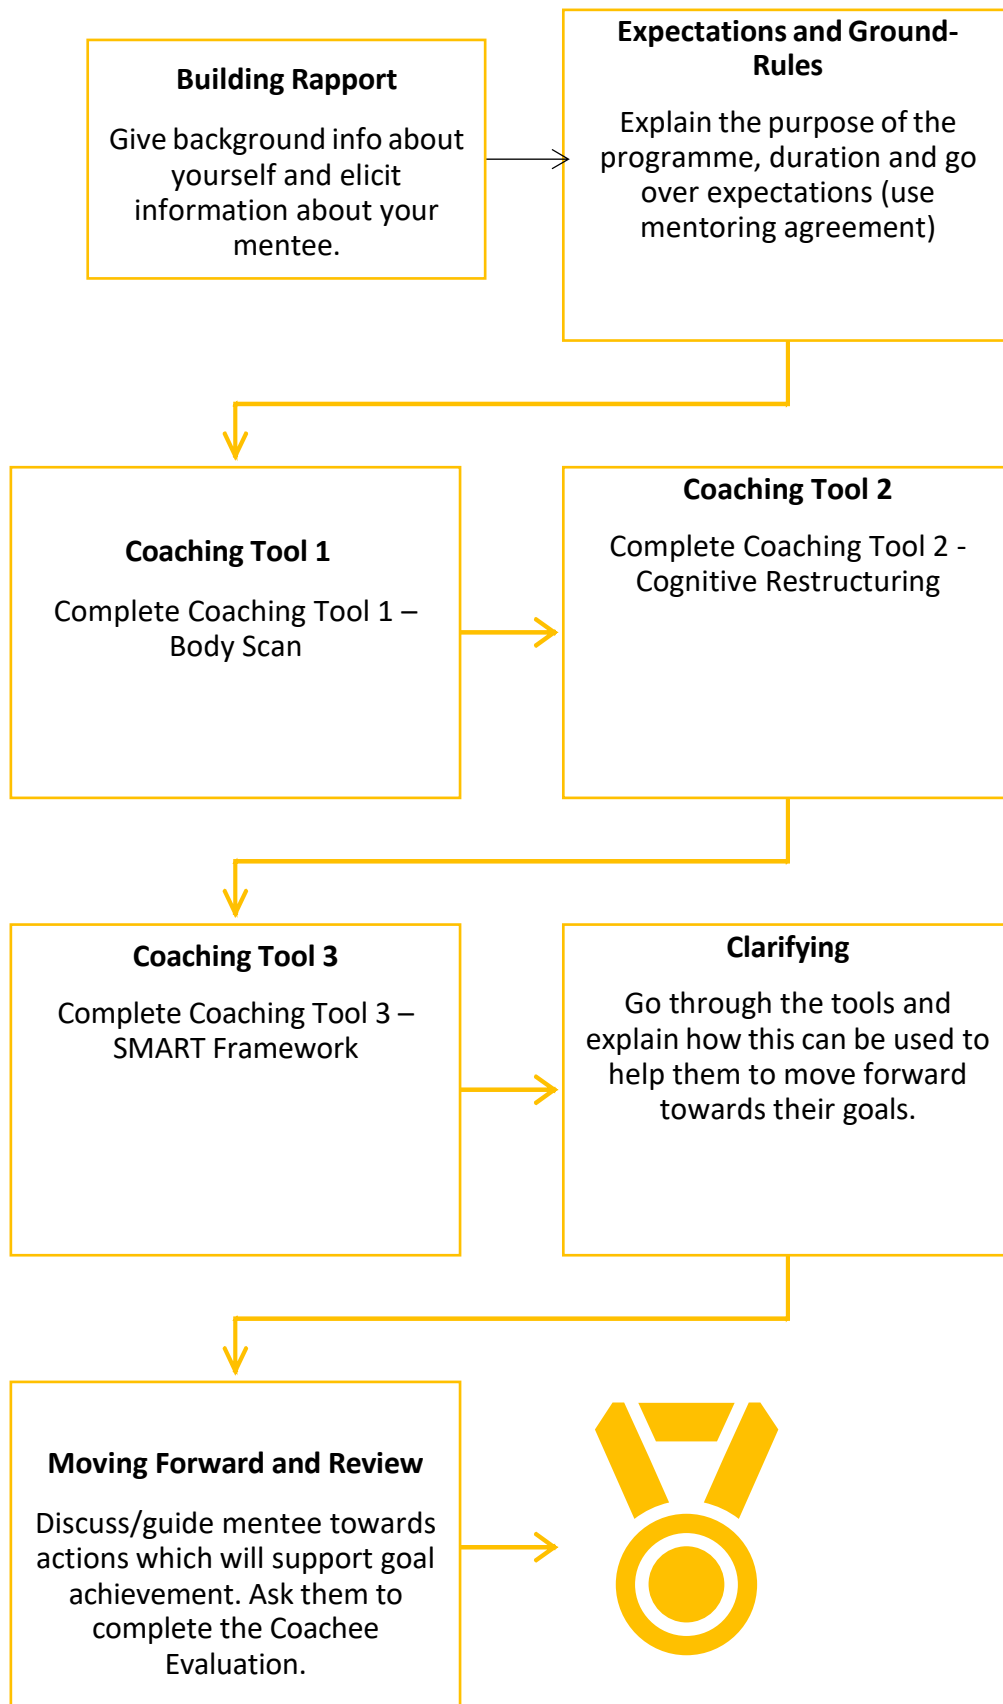 Building Rapport
Give background info about
yourself and elicit
information about your
mentee.
Expectations and Ground-
Rules
Explain the purpose of the
programme, duration and go
over expectations (use
mentoring agreement)
Coaching Tool 1
Complete Coaching Tool 1 –
Body Scan
Coaching Tool 2
Complete Coaching Tool 2 -
Cognitive Restructuring
Coaching Tool 3
Complete Coaching Tool 3 –
SMART Framework
Clarifying
Go through the tools and
explain how this can be used to
help them to move forward
towards their goals.
Moving Forward and Review
Discuss/guide mentee towards
actions which will support goal
achievement. Ask them to
complete the Coachee
Evaluation.